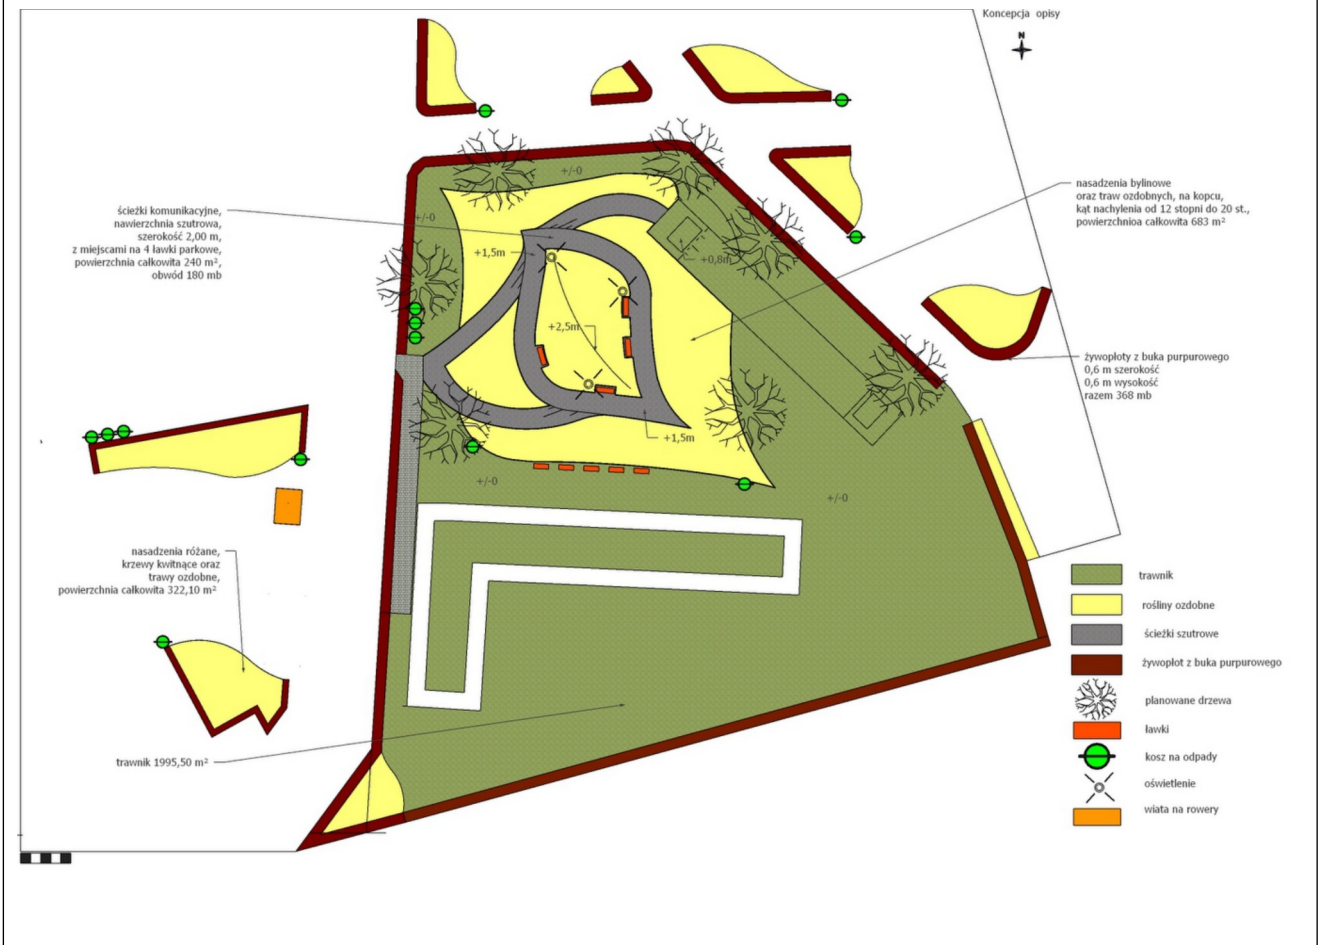 Koncepcja opisy
N
+/-0
+/-0
nasadzenia bylinowe
oraz traw ozdobnych, na kopcu,
kąt nachylenia od 12 stopni do 20 st.,
powierzchnioa całkowita 683 m²
ścieżki komunikacyjne,
nawierzchnia szutrowa,
szerokość 2,00 m,
z miejscami na 4 ławki parkowe,
powierzchnia całkowita 240 m²,
obwód 180 mb
+1,5m
+0,8m
+2,5m
żywopłoty z buka purpurowego
0,6 m szerokość
0,6 m wysokość
razem 368 mb
+1,5m
+/-0
+/-0
nasadzenia różane,
krzewy kwitnące oraz
trawy ozdobne,
powierzchnia całkowita 322,10 m²
trawnik 1995,50 m²
trawnik
rośliny ozdobne
ścieżki szutrowe
żywopłot z buka purpurowego
planowane drzewa
ławki
kosz na odpady
oświetlenie
wiata na rowery